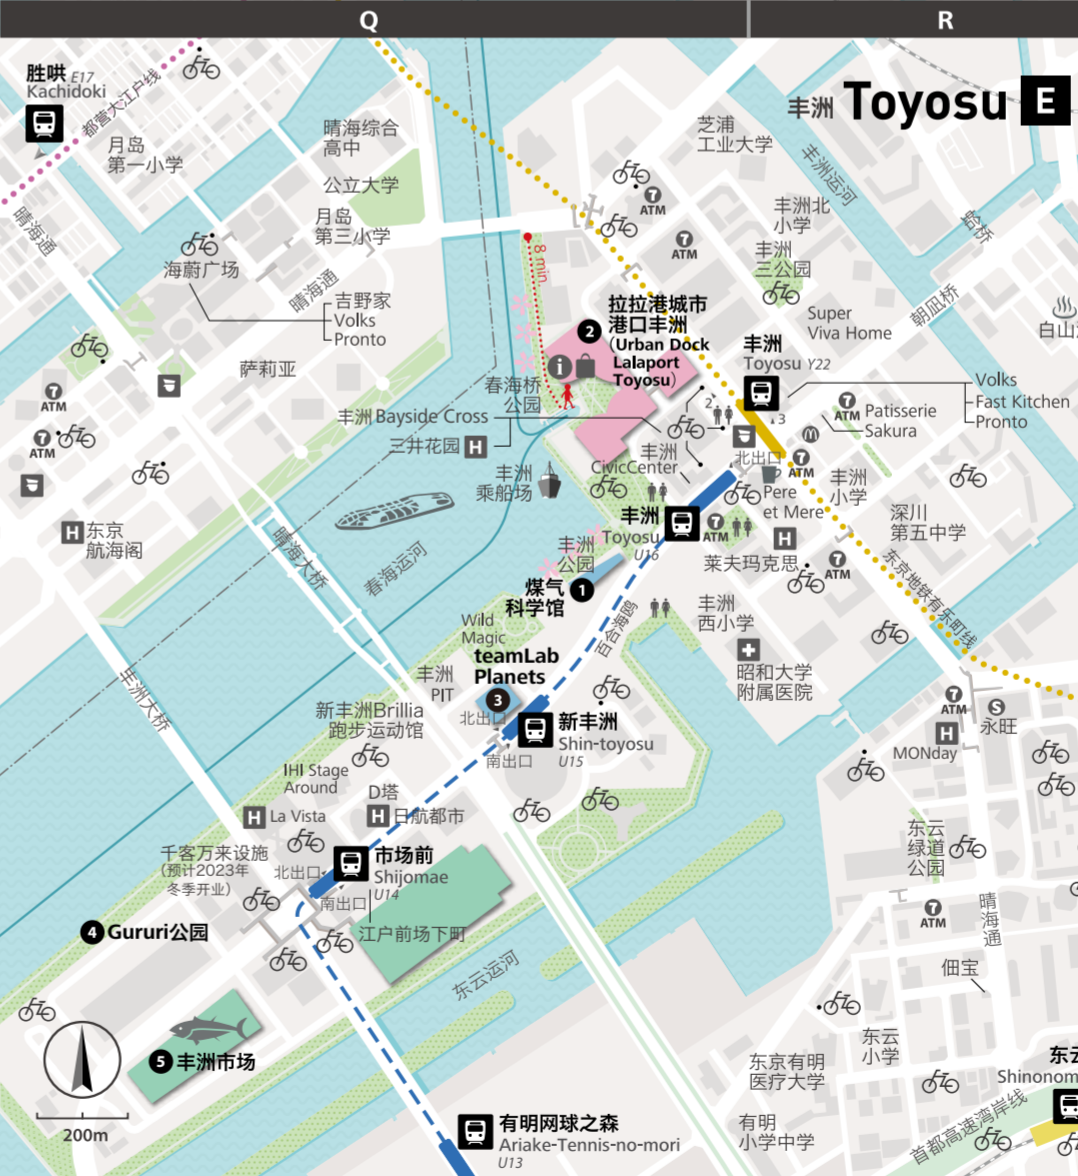 Q
R
胜哄 E17
Kachidoki
都营大江户线
月岛
第一小学
晴海综合
高中
公立大学
月岛
第三小学
晴海通
晴海通
海蔚广场
吉野家
Volks
Pronto
萨莉亚
ATM
ATM
丰洲 Toyosu E
芝浦
工业大学
丰洲运河
ATM
ATM
丰洲北
小学
丰洲
三公园
蛤桥
朝凪桥
Super
Viva Home
白山
8 min
2
拉拉港城市
港口丰洲
(Urban Dock
Lalaport
Toyosu)
丰洲
Toyosu Y22
Volks
Fast Kitchen
Pronto
ATM
Patisserie
Sakura
春海桥
公园
丰洲 Bayside Cross
三井花园 H
丰洲
乘船场
丰洲
CivicCenter
2
3
北出口
ATM
Pere
et Mere
丰洲
小学
深川
第五中学
丰洲
Toyosu
U16
ATM
H
莱夫玛克思
ATM
东京地铁有乐町线
H 东京
航海阁
晴海大桥
春海运河
丰洲
公园
煤气
科学馆
1
Wild
Magic
百合海鸥
丰洲
西小学
昭和大学
附属医院
teamLab
Planets
3
丰洲
PIT
北出口
丰洲大桥
新丰洲Brillia
跑步运动馆
新丰洲
Shin-toyosu
U15
南出口
ATM
S
永旺
H
MONday
IHI Stage
Around
D塔
H La Vista
H 日航都市
千客万来设施
(预计2023年
冬季开业)
北出口
市场前
Shijomae
U14
南出口
江户前场下町
东云
绿道
公园
ATM
晴海通
4 Gururi公园
东云运河
佃宝
5 丰洲市场
东云
小学
东京有明
医疗大学
东云
Shinonom
首都高速湾岸线
200m
有明网球之森
Ariake-Tennis-no-mori
U13
有明
小学中学